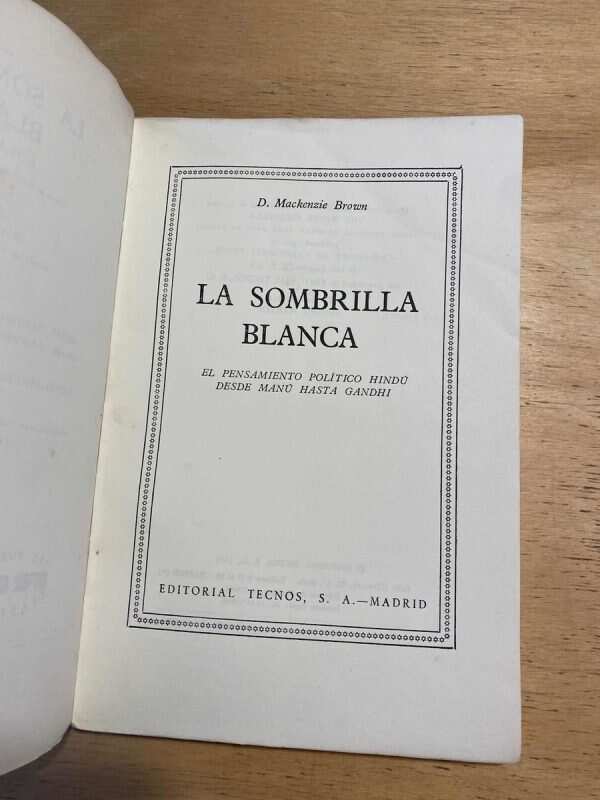 D. Mackenzie Brown
LA SOMBRILLA
BLANCA
EL PENSAMIENTO POLÍTICO HINDÚ
DESDE MANÚ HASTA GANDHI
EDITORIAL TECNOS, S. A.—MADRID